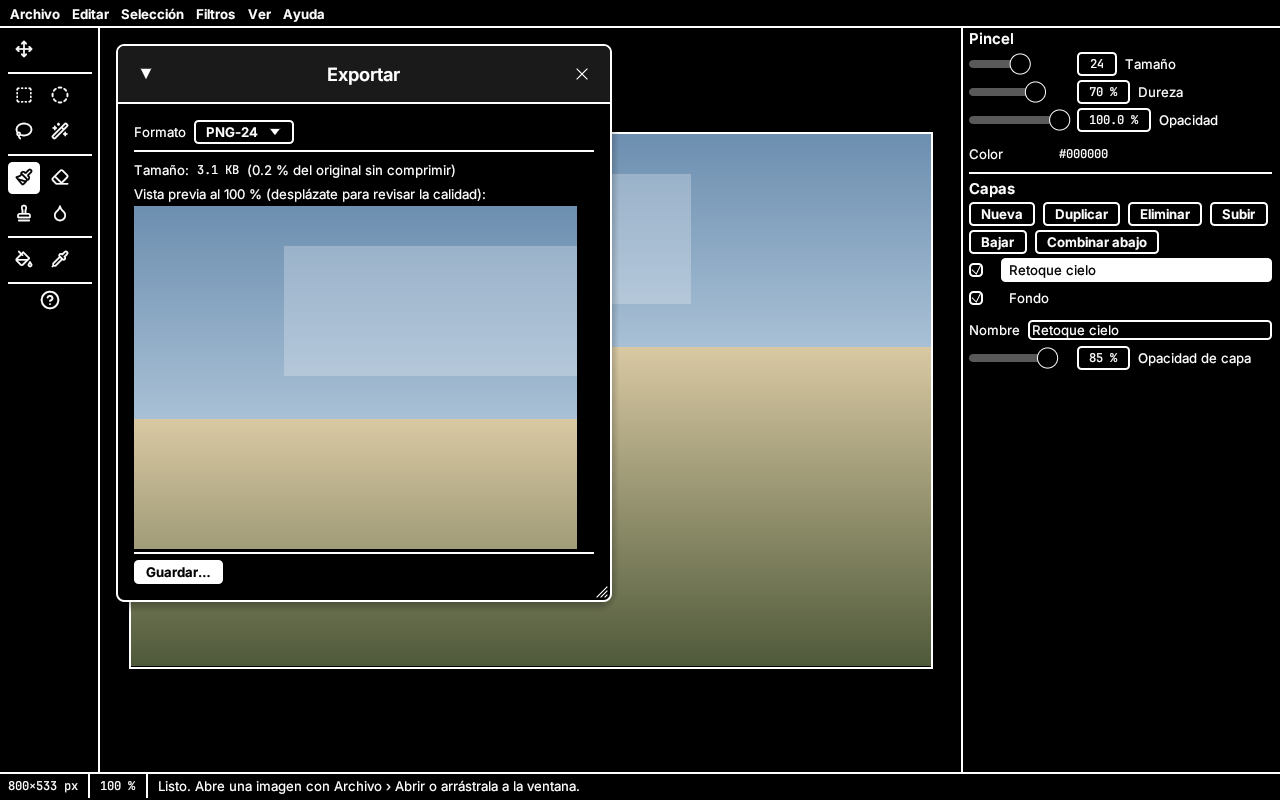 Archivo Editar Selección Filtros Ver Ayuda
Exportar
Formato PNG-24
Tamaño: 3.1 KB (0.2 % del original sin comprimir)
Vista previa al 100 % (desplázate para revisar la calidad):
Guardar...
Pincel
24 Tamaño
70 % Dureza
100.0 % Opacidad
Color #000000
Capas
Nueva Duplicar Eliminar Subir
Bajar Combinar abajo
Retoque cielo
Fondo
Nombre Retoque cielo
85 % Opacidad de capa
800×533 px 100 % Listo. Abre una imagen con Archivo › Abrir o arrástrala a la ventana.